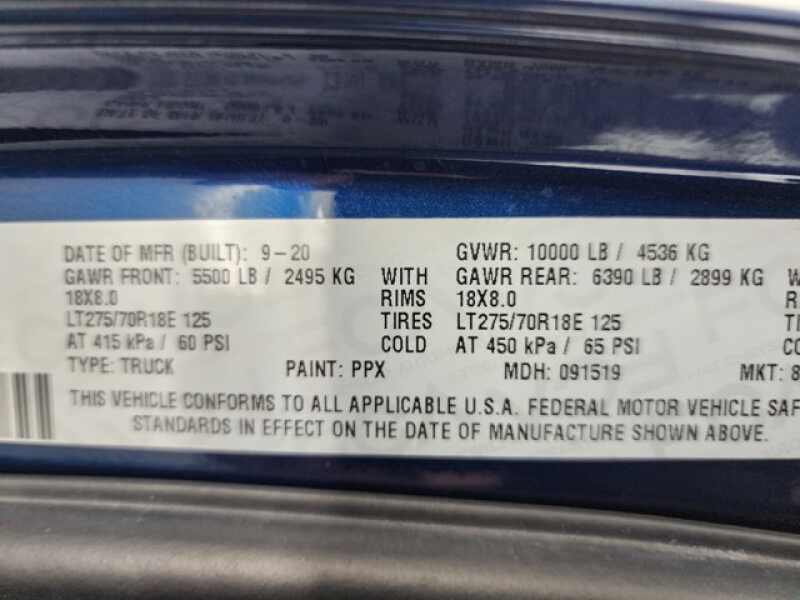 DATE OF MFR (BUILT): 9-20 GVWR: 10000 LB / 4536 KG
GAWR FRONT: 5500 LB / 2495 KG WITH GAWR REAR: 6390 LB / 2899 KG
18X8.0 RIMS 18X8.0
LT275/70R18E 125 TIRES LT275/70R18E 125
AT 415 kPa / 60 PSI COLD AT 450 kPa / 65 PSI
TYPE: TRUCK PAINT: PPX MDH: 091519 MKT: 8
THIS VEHICLE CONFORMS TO ALL APPLICABLE U.S.A. FEDERAL MOTOR VEHICLE SAF
STANDARDS IN EFFECT ON THE DATE OF MANUFACTURE SHOWN ABOVE.